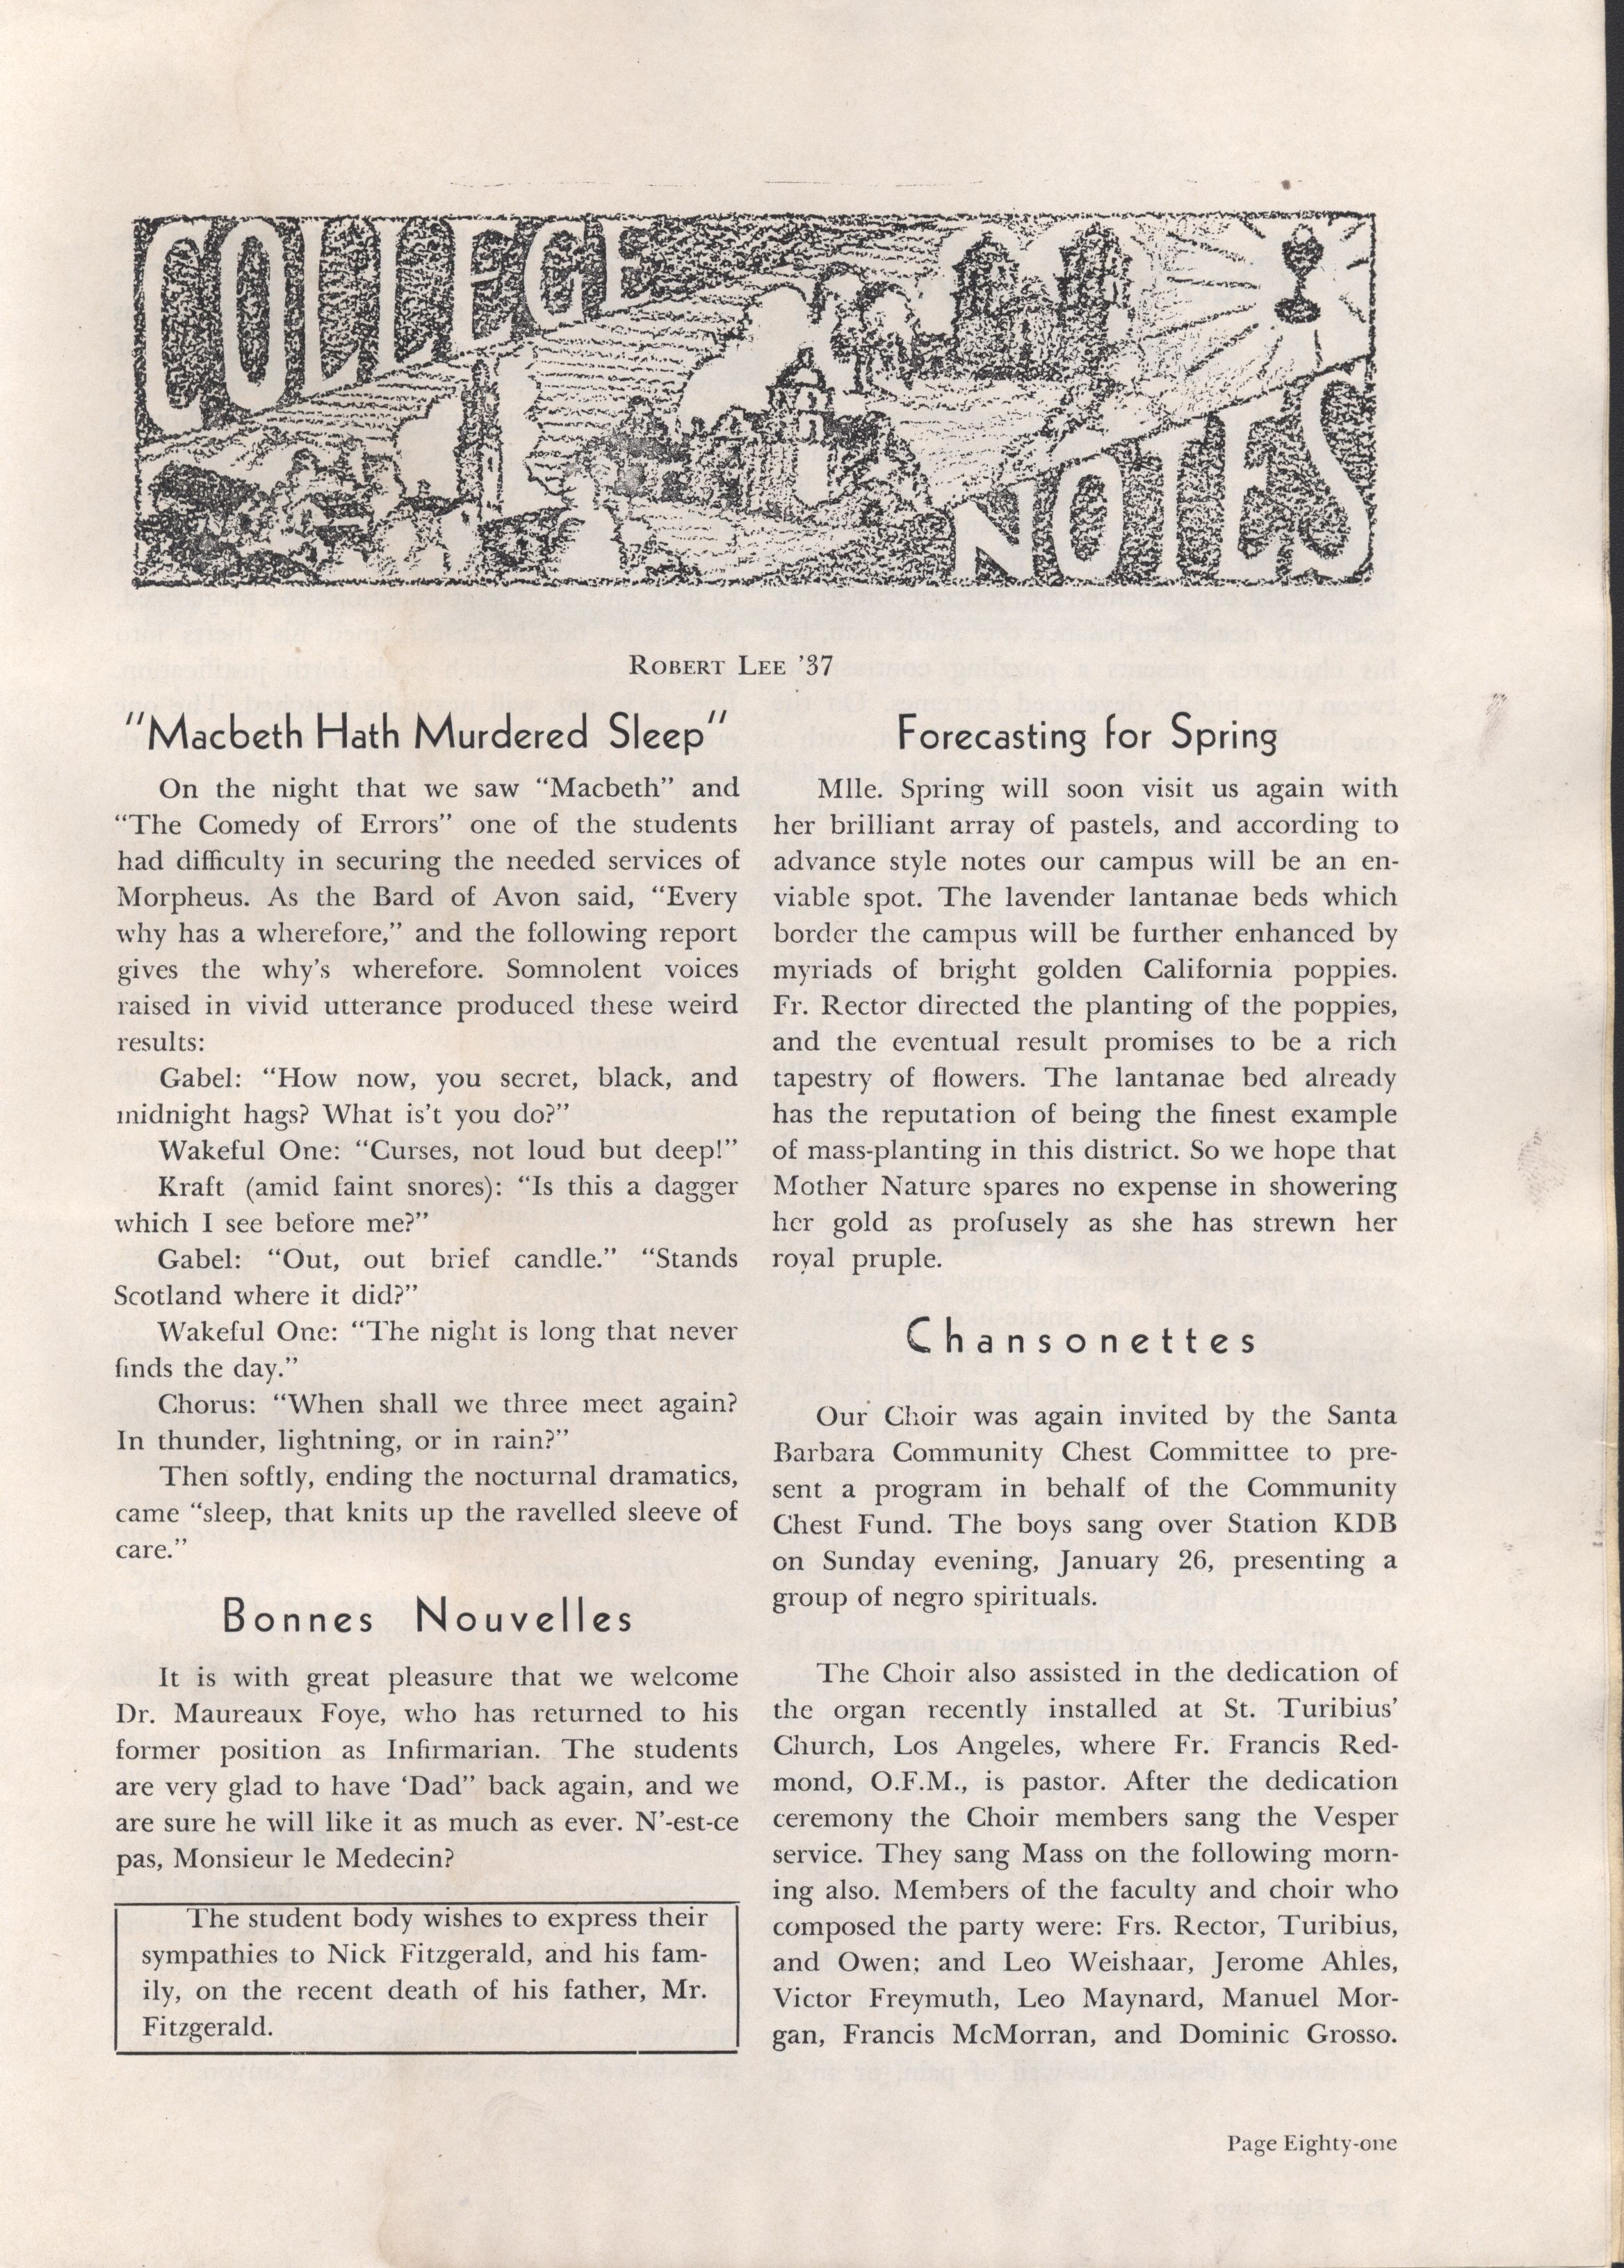 COLLEGE
NOTES
ROBERT LEE '37
"Macbeth Hath Murdered Sleep"
On the night that we saw "Macbeth" and
"The Comedy of Errors" one of the students
had difficulty in securing the needed services of
Morpheus. As the Bard of Avon said, "Every
why has a wherefore," and the following report
gives the why's wherefore. Somnolent voices
raised in vivid utterance produced these weird
results:
Gabel: "How now, you secret, black, and
midnight hags? What is't you do?"
Wakeful One: "Curses, not loud but deep!"
Kraft (amid faint snores): "Is this a dagger
which I see before me?"
Gabel: "Out, out brief candle." "Stands
Scotland where it did?"
Wakeful One: "The night is long that never
finds the day."
Chorus: "When shall we three meet again?
In thunder, lightning, or in rain?"
Then softly, ending the nocturnal dramatics,
came "sleep, that knits up the ravelled sleeve of
care."
Bonnes Nouvelles
It is with great pleasure that we welcome
Dr. Maureaux Foye, who has returned to his
former position as Infirmarian. The students
are very glad to have 'Dad" back again, and we
are sure he will like it as much as ever. N'-est-ce
pas, Monsieur le Medecin?
The student body wishes to express their
sympathies to Nick Fitzgerald, and his fam-
ily, on the recent death of his father, Mr.
Fitzgerald.
Forecasting for Spring
Mlle. Spring will soon visit us again with
her brilliant array of pastels, and according to
advance style notes our campus will be an en-
viable spot. The lavender lantanae beds which
border the campus will be further enhanced by
myriads of bright golden California poppies.
Fr. Rector directed the planting of the poppies,
and the eventual result promises to be a rich
tapestry of flowers. The lantanae bed already
has the reputation of being the finest example
of mass-planting in this district. So we hope that
Mother Nature spares no expense in showering
her gold as profusely as she has strewn her
royal pruple.
Chansonettes
Our Choir was again invited by the Santa
Barbara Community Chest Committee to pre-
sent a program in behalf of the Community
Chest Fund. The boys sang over Station KDB
on Sunday evening, January 26, presenting a
group of negro spirituals.
The Choir also assisted in the dedication of
the organ recently installed at St. Turibius'
Church, Los Angeles, where Fr. Francis Red-
mond, O.F.M., is pastor. After the dedication
ceremony the Choir members sang the Vesper
service. They sang Mass on the following morn-
ing also. Members of the faculty and choir who
composed the party were: Frs. Rector, Turibius,
and Owen; and Leo Weishaar, Jerome Ahles,
Victor Freymuth, Leo Maynard, Manuel Mor-
gan, Francis McMorran, and Dominic Grosso.
Page Eighty-one